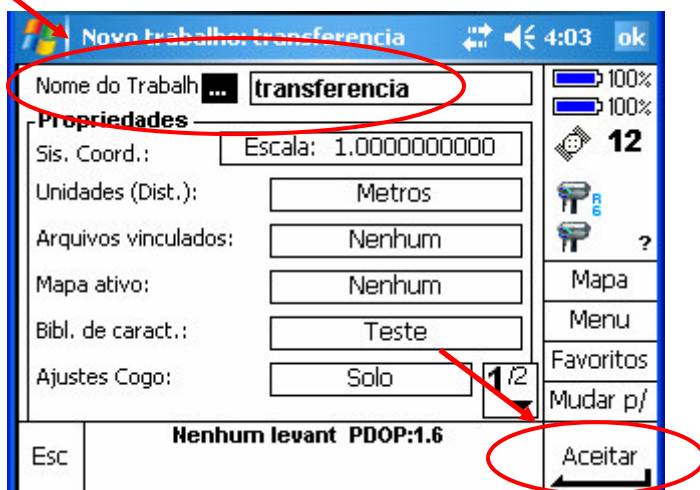 Novo trabalho: transferencia 4:03 ok
Nome do Trabalh ... transferencia
Propriedades
Sis. Coord.: Escala: 1.0000000000
Unidades (Dist.): Metros
Arquivos vinculados: Nenhum
Mapa ativo: Nenhum
Bibl. de caract.: Teste
Ajustes Cogo: Solo
1/2
100%
100%
12
R
6
?
Mapa
Menu
Favoritos
Mudar p/
Esc
Nenhum levant PDOP:1.6
Aceitar